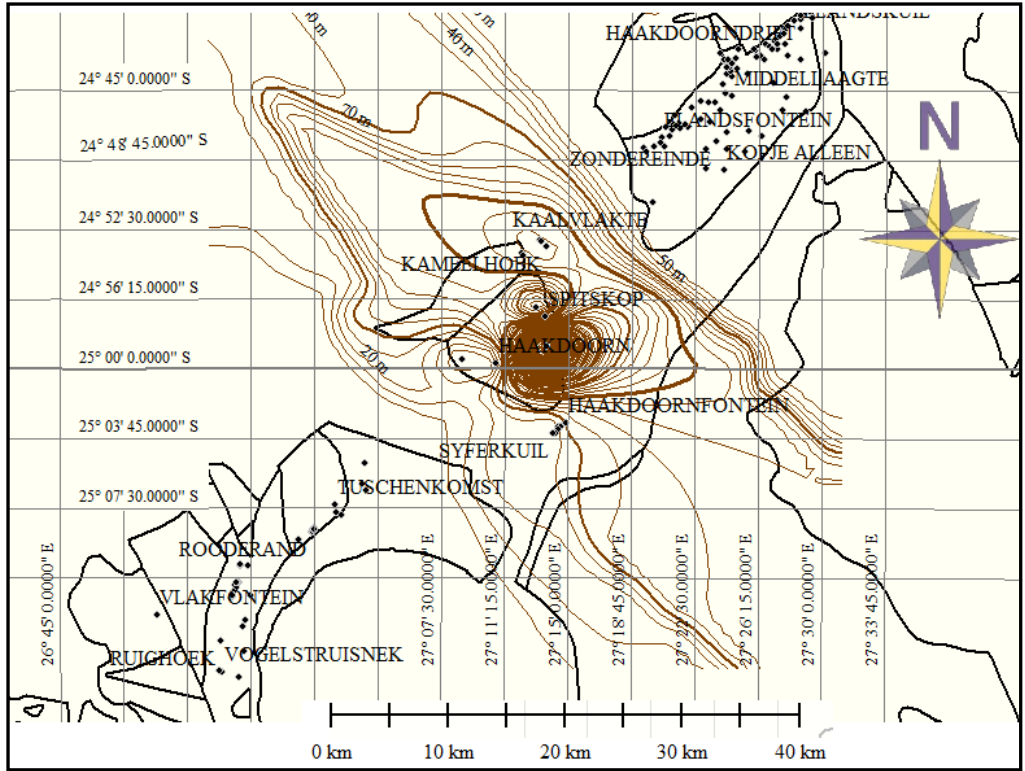 40 m
HAAKDOORNDRIFT
N
24° 45' 0.0000" S
MIDDELLAAGTE
70 m
ELANDSFONTEIN
24° 4 8' 45.0000" S
ZONDEREINDE
KOPJE ALLEEN
24° 52' 30.0000" S
KAALVLAKTE
KAMEELHOEK
50 m
24° 56' 15.0000" S
SPITSKOP
25° 00' 0.0000" S
20 m
HAAKDOORN
HAAKDOORNFONTEIN
25° 03' 45.0000" S
SYFERKUIL
25° 07' 30.0000" S
TUSCHENKOMST
ROODERAND
VLAKFONTEIN
RUIGHOEK
VOGELSTRUISNEK
26° 45' 0.0000" E
27° 07' 30.0000" E
27° 11' 15.0000" E
27° 15' 0.0000" E
27° 18' 45.0000" E
27° 22' 30.0000" E
27° 26' 15.0000" E
27° 30' 0.0000" E
27° 33' 45.0000" E
0 km
10 km
20 km
30 km
40 km